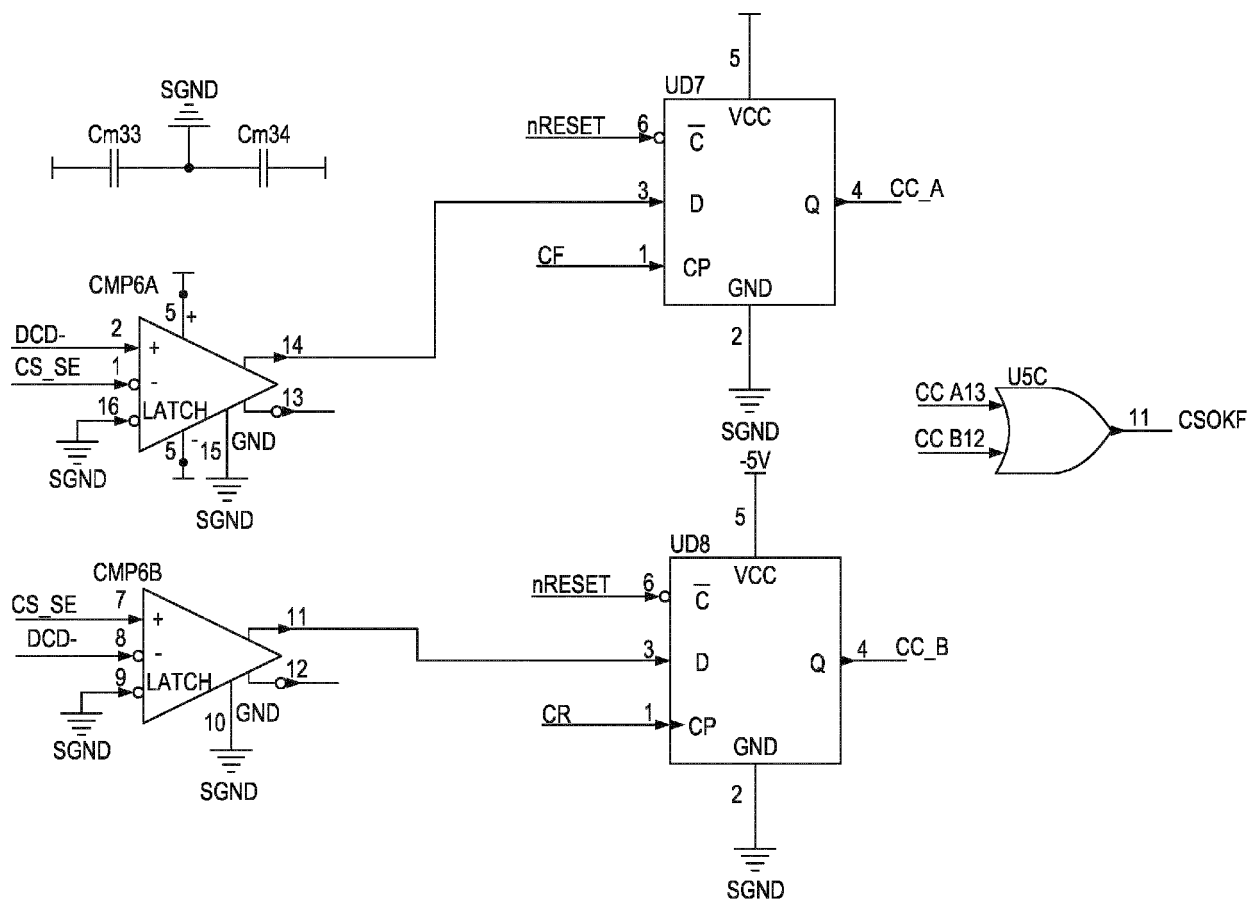 5
UD7
SGND
VCC
Cm33
Cm34
nRESET
6
C
3
D
Q
4
CC_A
CF
1
CP
CMP6A
GND
5
+
2
DCD-
2
+
14
CS_SE
1
-
U5C
13
CC A13
16
LATCH
SGND
11
CSOKF
GND
CC B12
5
-
15
SGND
-5V
SGND
5
UD8
CMP6B
VCC
nRESET
6
C
CS_SE
7
+
11
DCD-
8
-
3
D
Q
4
CC_B
9
LATCH
12
GND
10
CR
1
CP
SGND
GND
SGND
2
SGND